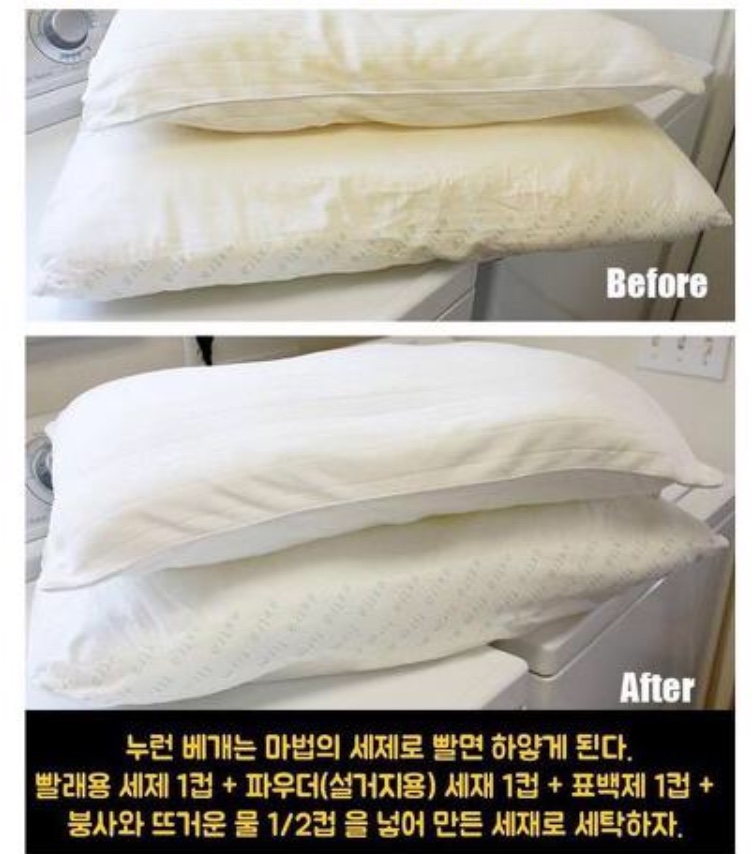 Before
After
누런 베개는 마법의 세제로 빨면 하얗게 된다.
빨래용 세제 1컵 + 파우더(설거지용) 세재 1컵 + 표백제 1컵 +
붕사와 뜨거운 물 1/2컵 을 넣어 만든 세재로 세탁하자.